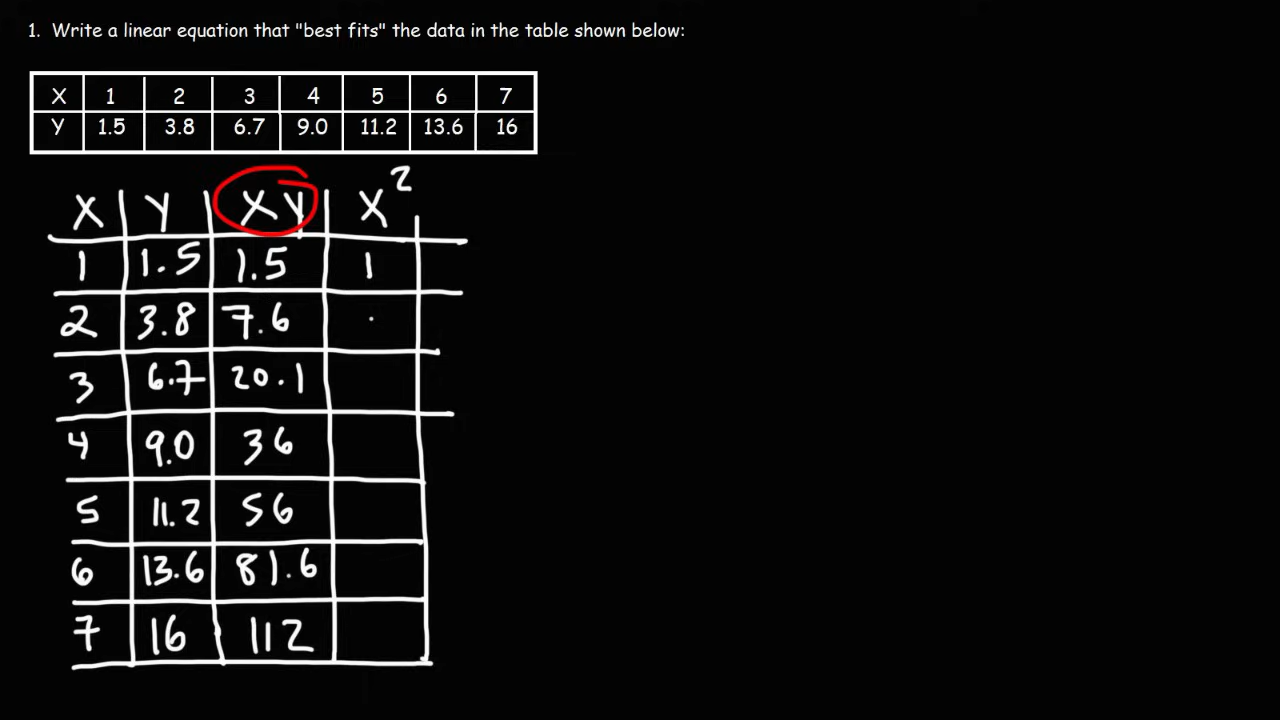 1. Write a linear equation that "best fits" the data in the table shown below:
X 1 2 3 4 5 6 7
Y 1.5 3.8 6.7 9.0 11.2 13.6 16
X Y XY X²
1 1.5 1.5 1
2 3.8 7.6
3 6.7 20.1
4 9.0 36
5 11.2 56
6 13.6 81.6
7 16 112